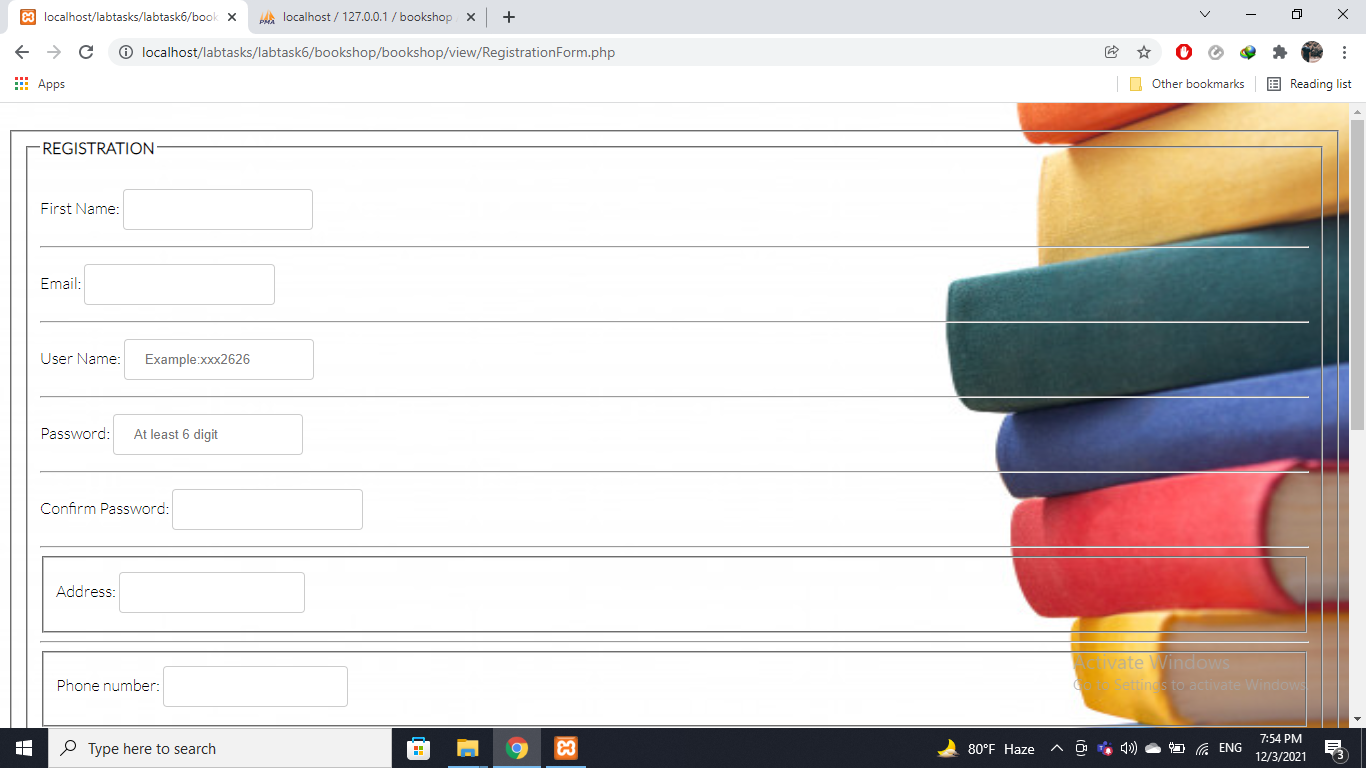 localhost/labtasks/labtask6/book
PMA localhost / 127.0.0.1 / bookshop
localhost/labtasks/labtask6/bookshop/bookshop/view/RegistrationForm.php
Apps Other bookmarks Reading list
REGISTRATION
First Name:
Email:
User Name: Example:xxx2626
Password: At least 6 digit
Confirm Password:
Address:
Phone number:
Activate Windows
Go to Settings to activate Windows.
Type here to search 80°F Haze ENG 7:54 PM
12/3/2021 3